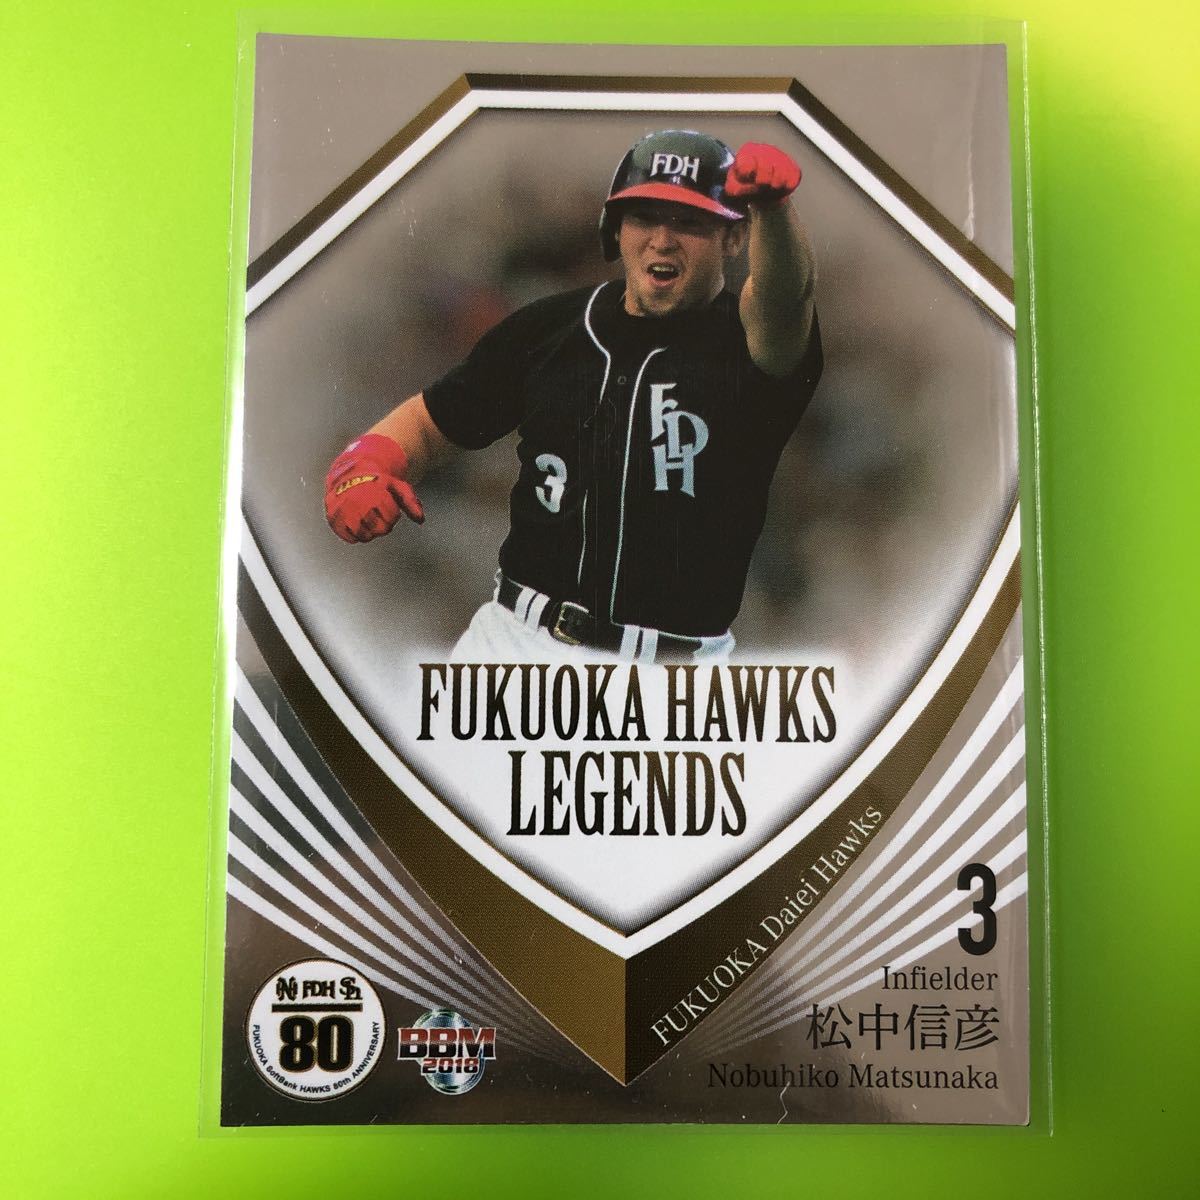 FDH
FDH
3
FUKUOKA HAWKS
LEGENDS
FUKUOKA Daiei Hawks
3
Infielder
松中信彦
Nobuhiko Matsunaka
FDH
80
FUKUOKA SoftBank HAWKS 80th ANNIVERSARY
BBM
2018